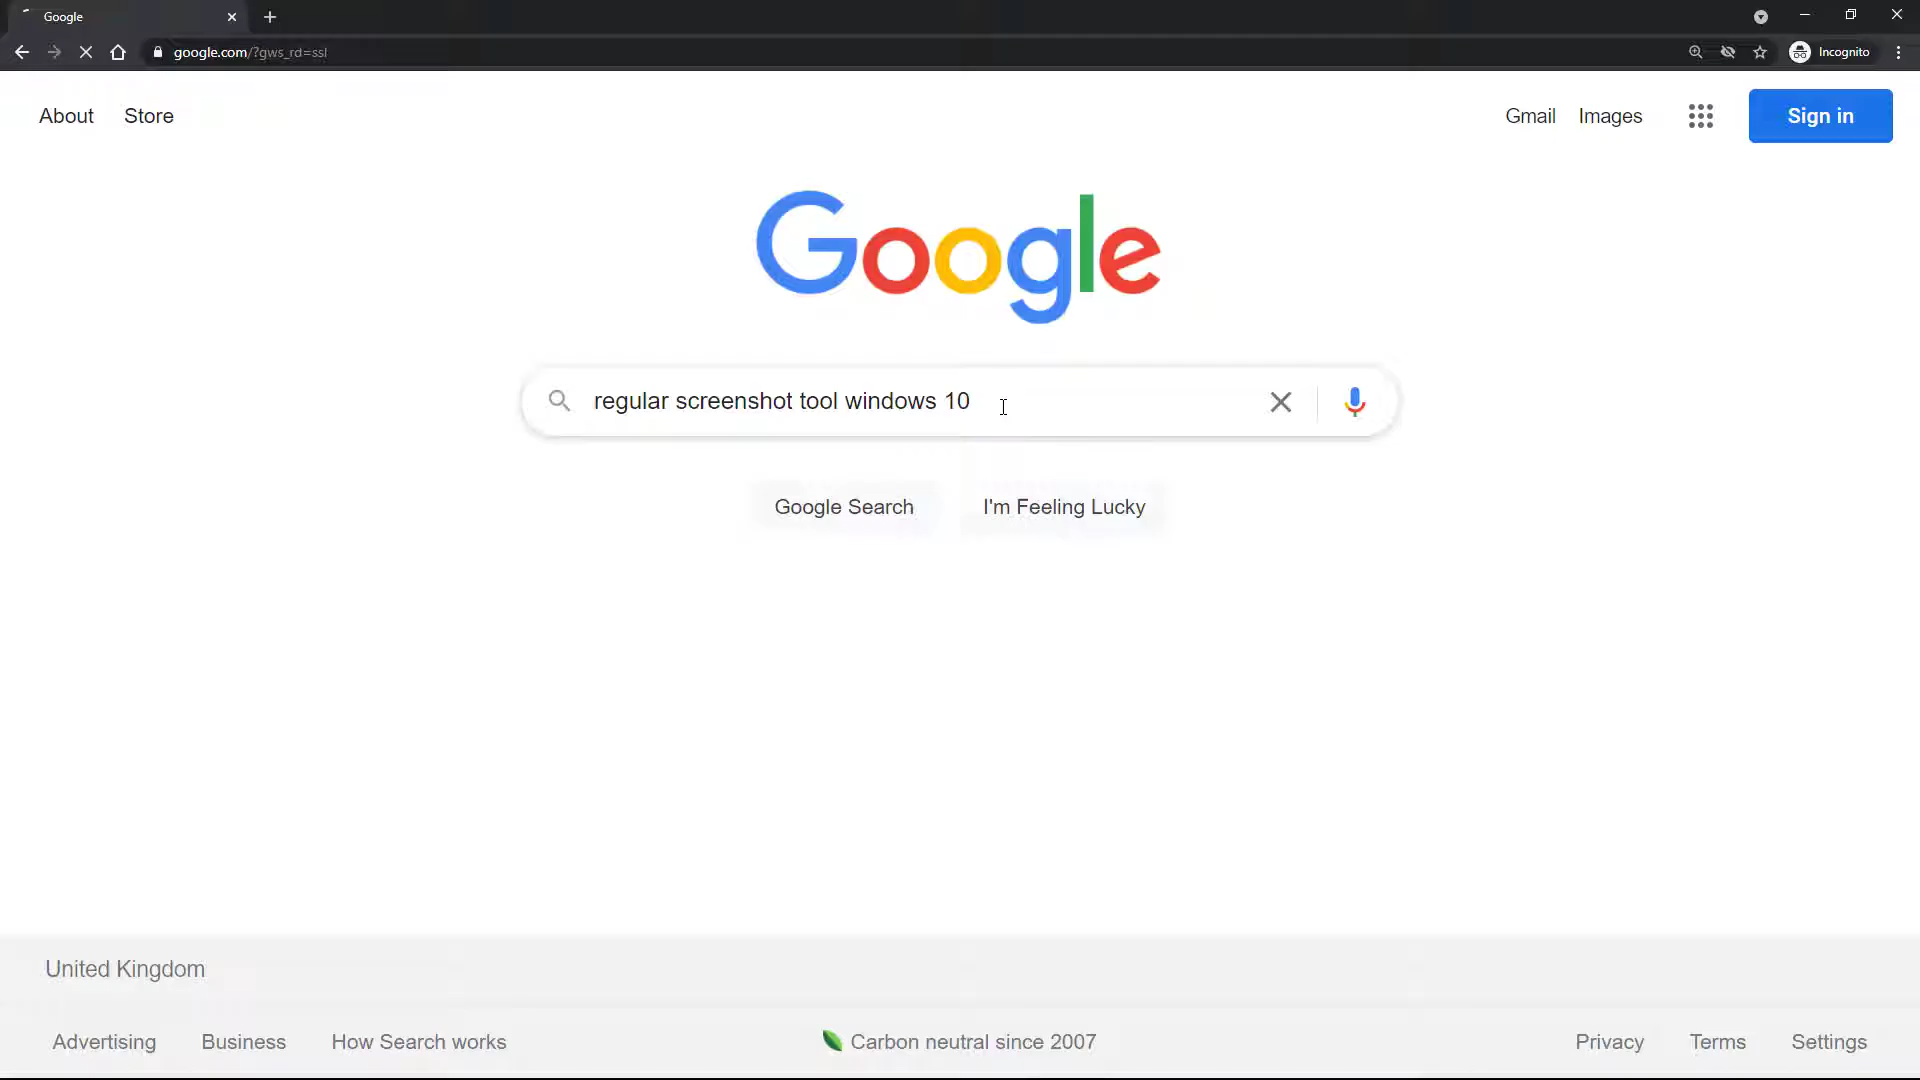 Google
google.com/?gws_rd=ssl
Incognito
About Store
Gmail Images
Sign in
Google
regular screenshot tool windows 10
Google Search I'm Feeling Lucky
United Kingdom
Advertising Business How Search works
Carbon neutral since 2007
Privacy Terms Settings